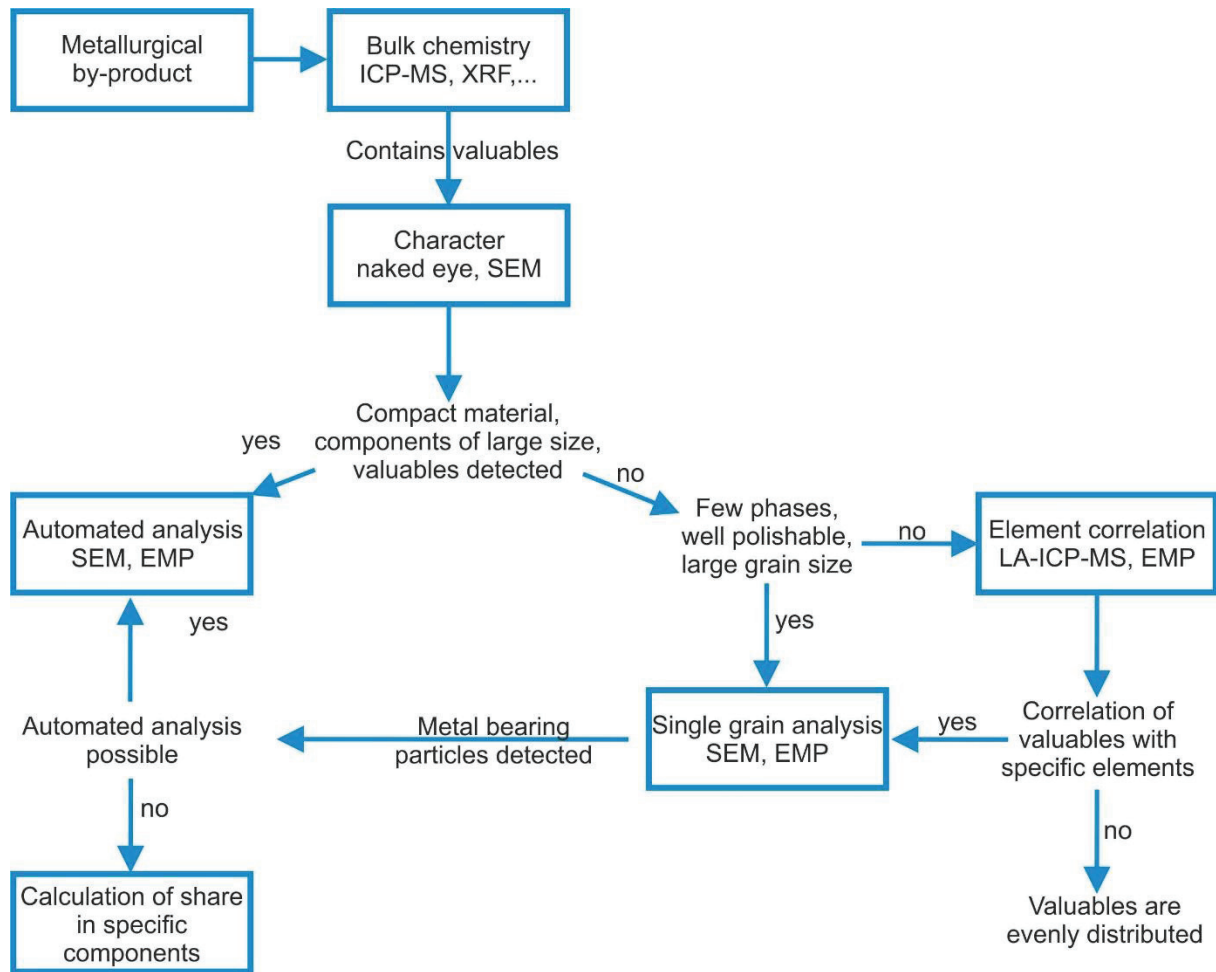 Metallurgical
by-product
Bulk chemistry
ICP-MS, XRF,...
Contains valuables
Character
naked eye, SEM
Compact material,
components of large size,
valuables detected
yes
no
Automated analysis
SEM, EMP
Few phases,
well polishable,
large grain size
no
Element correlation
LA-ICP-MS, EMP
yes
yes
Automated analysis
possible
Metal bearing
particles detected
Single grain analysis
SEM, EMP
yes
Correlation of
valuables with
specific elements
no
no
Calculation of share
in specific
components
Valuables are
evenly distributed